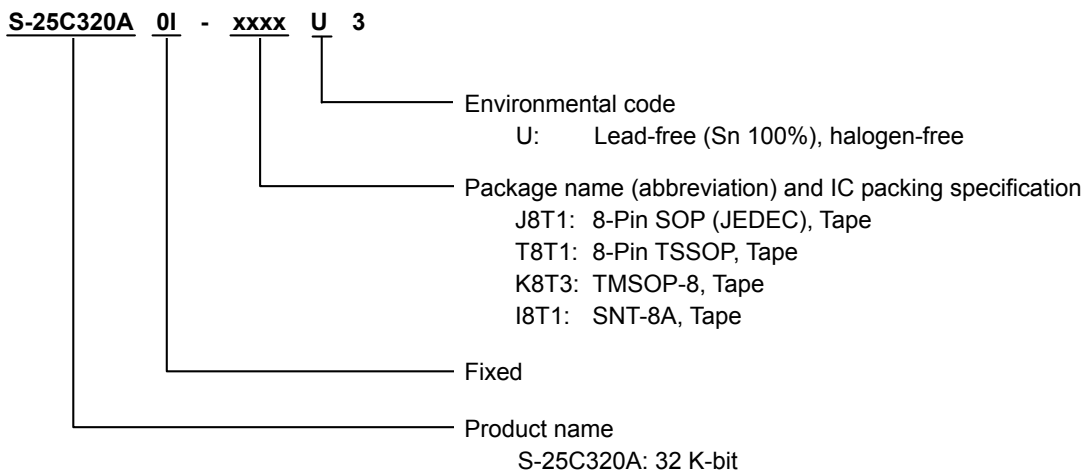 S-25C320A 0I - xxxx U 3
Environmental code
U: Lead-free (Sn 100%), halogen-free
Package name (abbreviation) and IC packing specification
J8T1: 8-Pin SOP (JEDEC), Tape
T8T1: 8-Pin TSSOP, Tape
K8T3: TMSOP-8, Tape
I8T1: SNT-8A, Tape
Fixed
Product name
S-25C320A: 32 K-bit